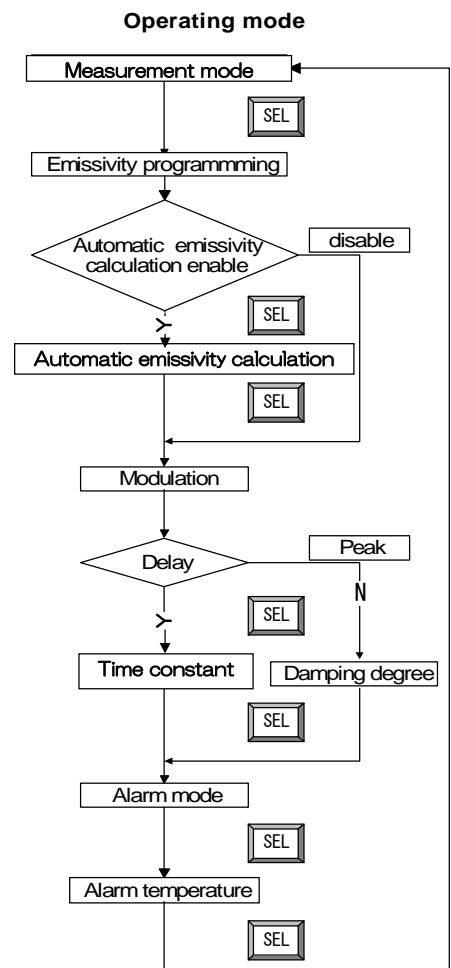 Operating mode
Measurement mode
SEL
Emissivity programmming
Automatic emissivity
calculation enable
disable
SEL
Y
Automatic emissivity calculation
SEL
Modulation
Delay
Peak
N
SEL
Y
Time constant
Damping degree
SEL
Alarm mode
SEL
Alarm temperature
SEL